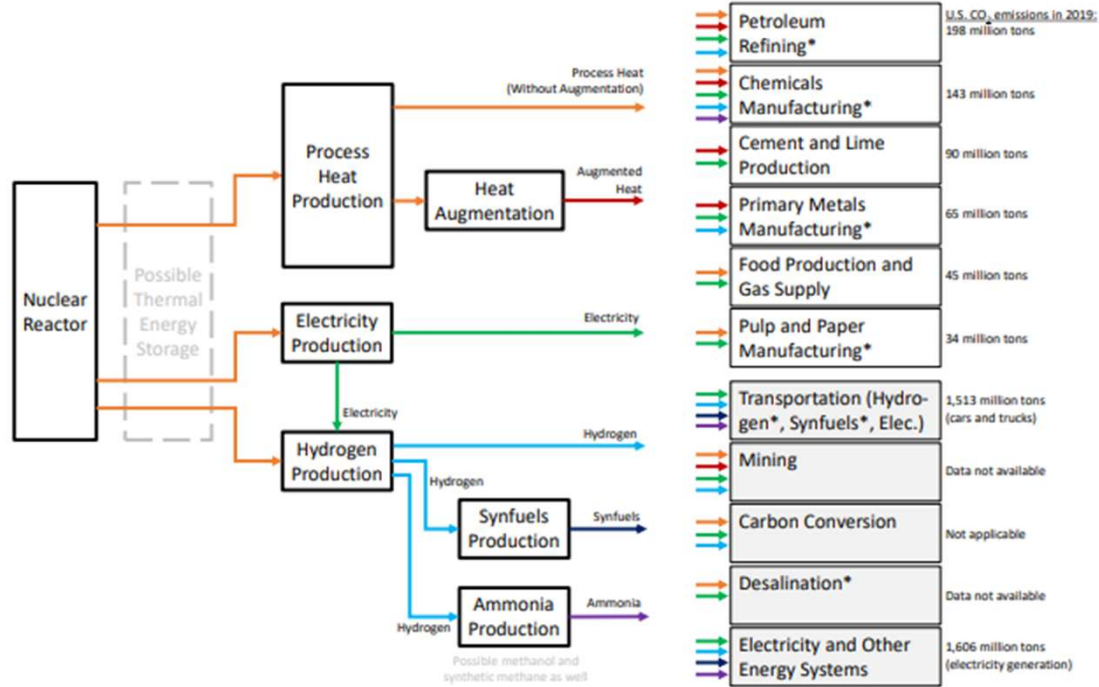 Nuclear
Reactor
Possible
Thermal
Energy
Storage
Process
Heat
Production
Process Heat
(Without Augmentation)
Heat
Augmentation
Augmented
Heat
Electricity
Production
Electricity
Electricity
Hydrogen
Production
Hydrogen
Hydrogen
Synfuels
Production
Synfuels
Hydrogen
Ammonia
Production
Ammonia
Possible methanol and
synthetic methane as well
U.S. CO2 emissions in 2019:
Petroleum
Refining*
198 million tons
Chemicals
Manufacturing*
143 million tons
Cement and Lime
Production
90 million tons
Primary Metals
Manufacturing*
65 million tons
Food Production and
Gas Supply
45 million tons
Pulp and Paper
Manufacturing*
34 million tons
Transportation (Hydro-
gen*, Synfuels*, Elec.)
1,513 million tons
(cars and trucks)
Mining
Data not available
Carbon Conversion
Not applicable
Desalination*
Data not available
Electricity and Other
Energy Systems
1,606 million tons
(electricity generation)